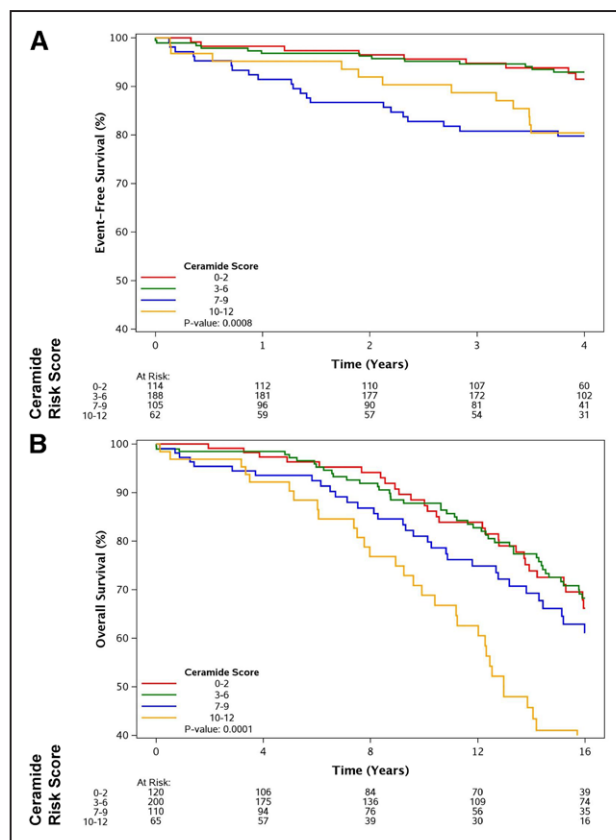 A
100
90
80
70
60
50
40
Event-Free Survival (%)
Ceramide Score
0-2
3-6
7-9
10-12
P-value: 0.0008
0 1 2 3 4
Time (Years)
Ceramide
Risk Score
At Risk:
0-2 114 112 110 107 60
3-6 188 181 177 172 102
7-9 105 96 90 81 41
10-12 62 59 57 54 31
B
100
90
80
70
60
50
40
Overall Survival (%)
Ceramide Score
0-2
3-6
7-9
10-12
P-value: 0.0001
0 4 8 12 16
Time (Years)
Ceramide
Risk Score
At Risk:
0-2 120 106 84 70 39
3-6 200 175 136 109 74
7-9 110 94 76 56 35
10-12 65 57 39 30 16